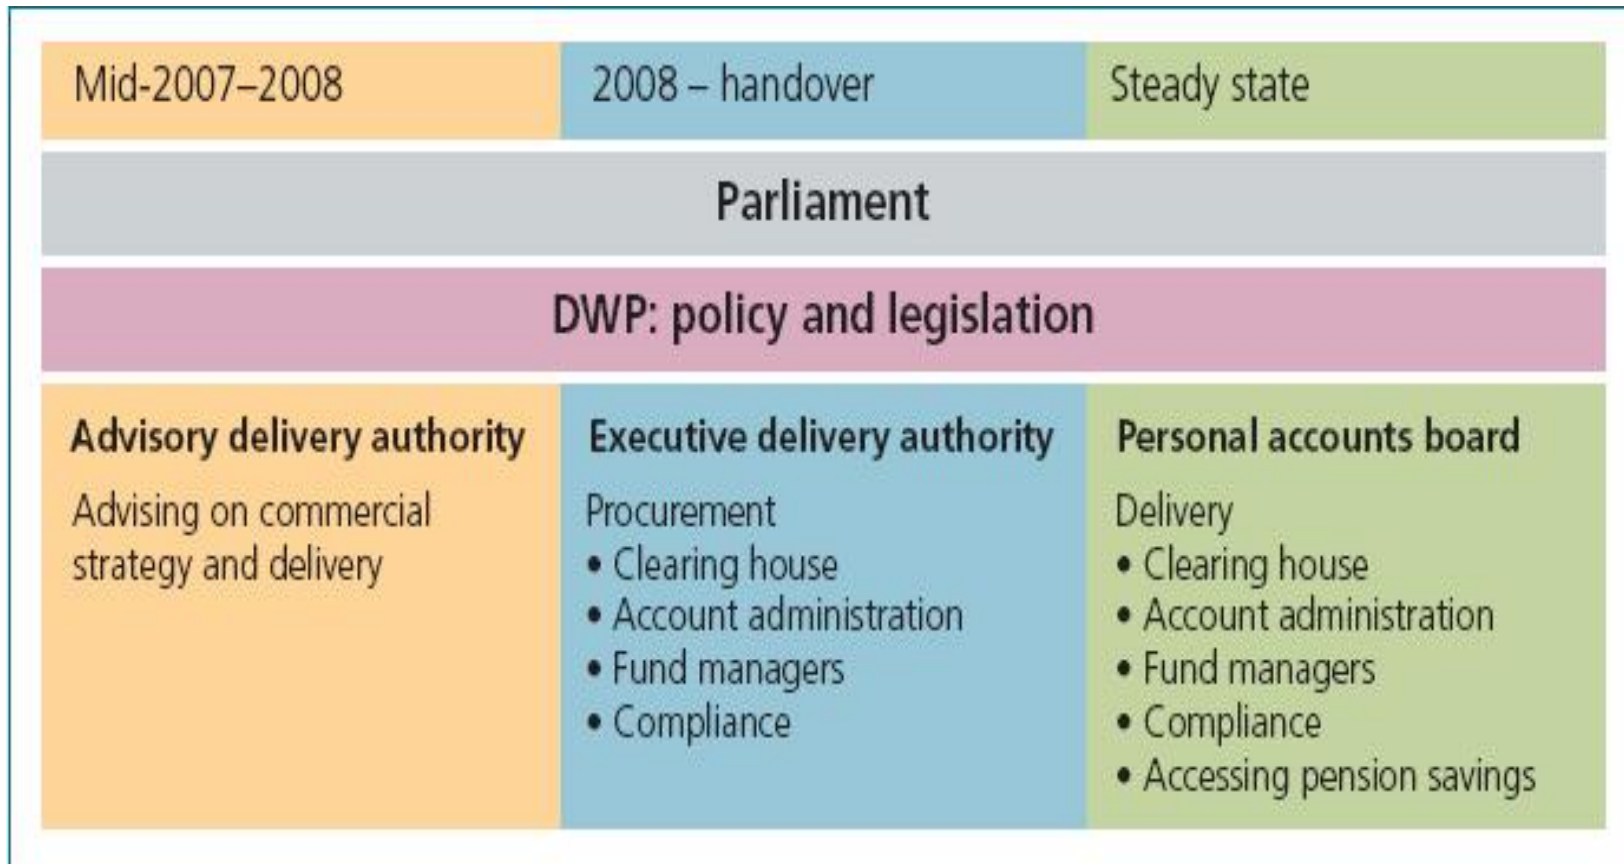 Mid-2007–2008
2008 – handover
Steady state
Parliament
DWP: policy and legislation
Advisory delivery authority
Advising on commercial
strategy and delivery
Executive delivery authority
Procurement
• Clearing house
• Account administration
• Fund managers
• Compliance
Personal accounts board
Delivery
• Clearing house
• Account administration
• Fund managers
• Compliance
• Accessing pension savings